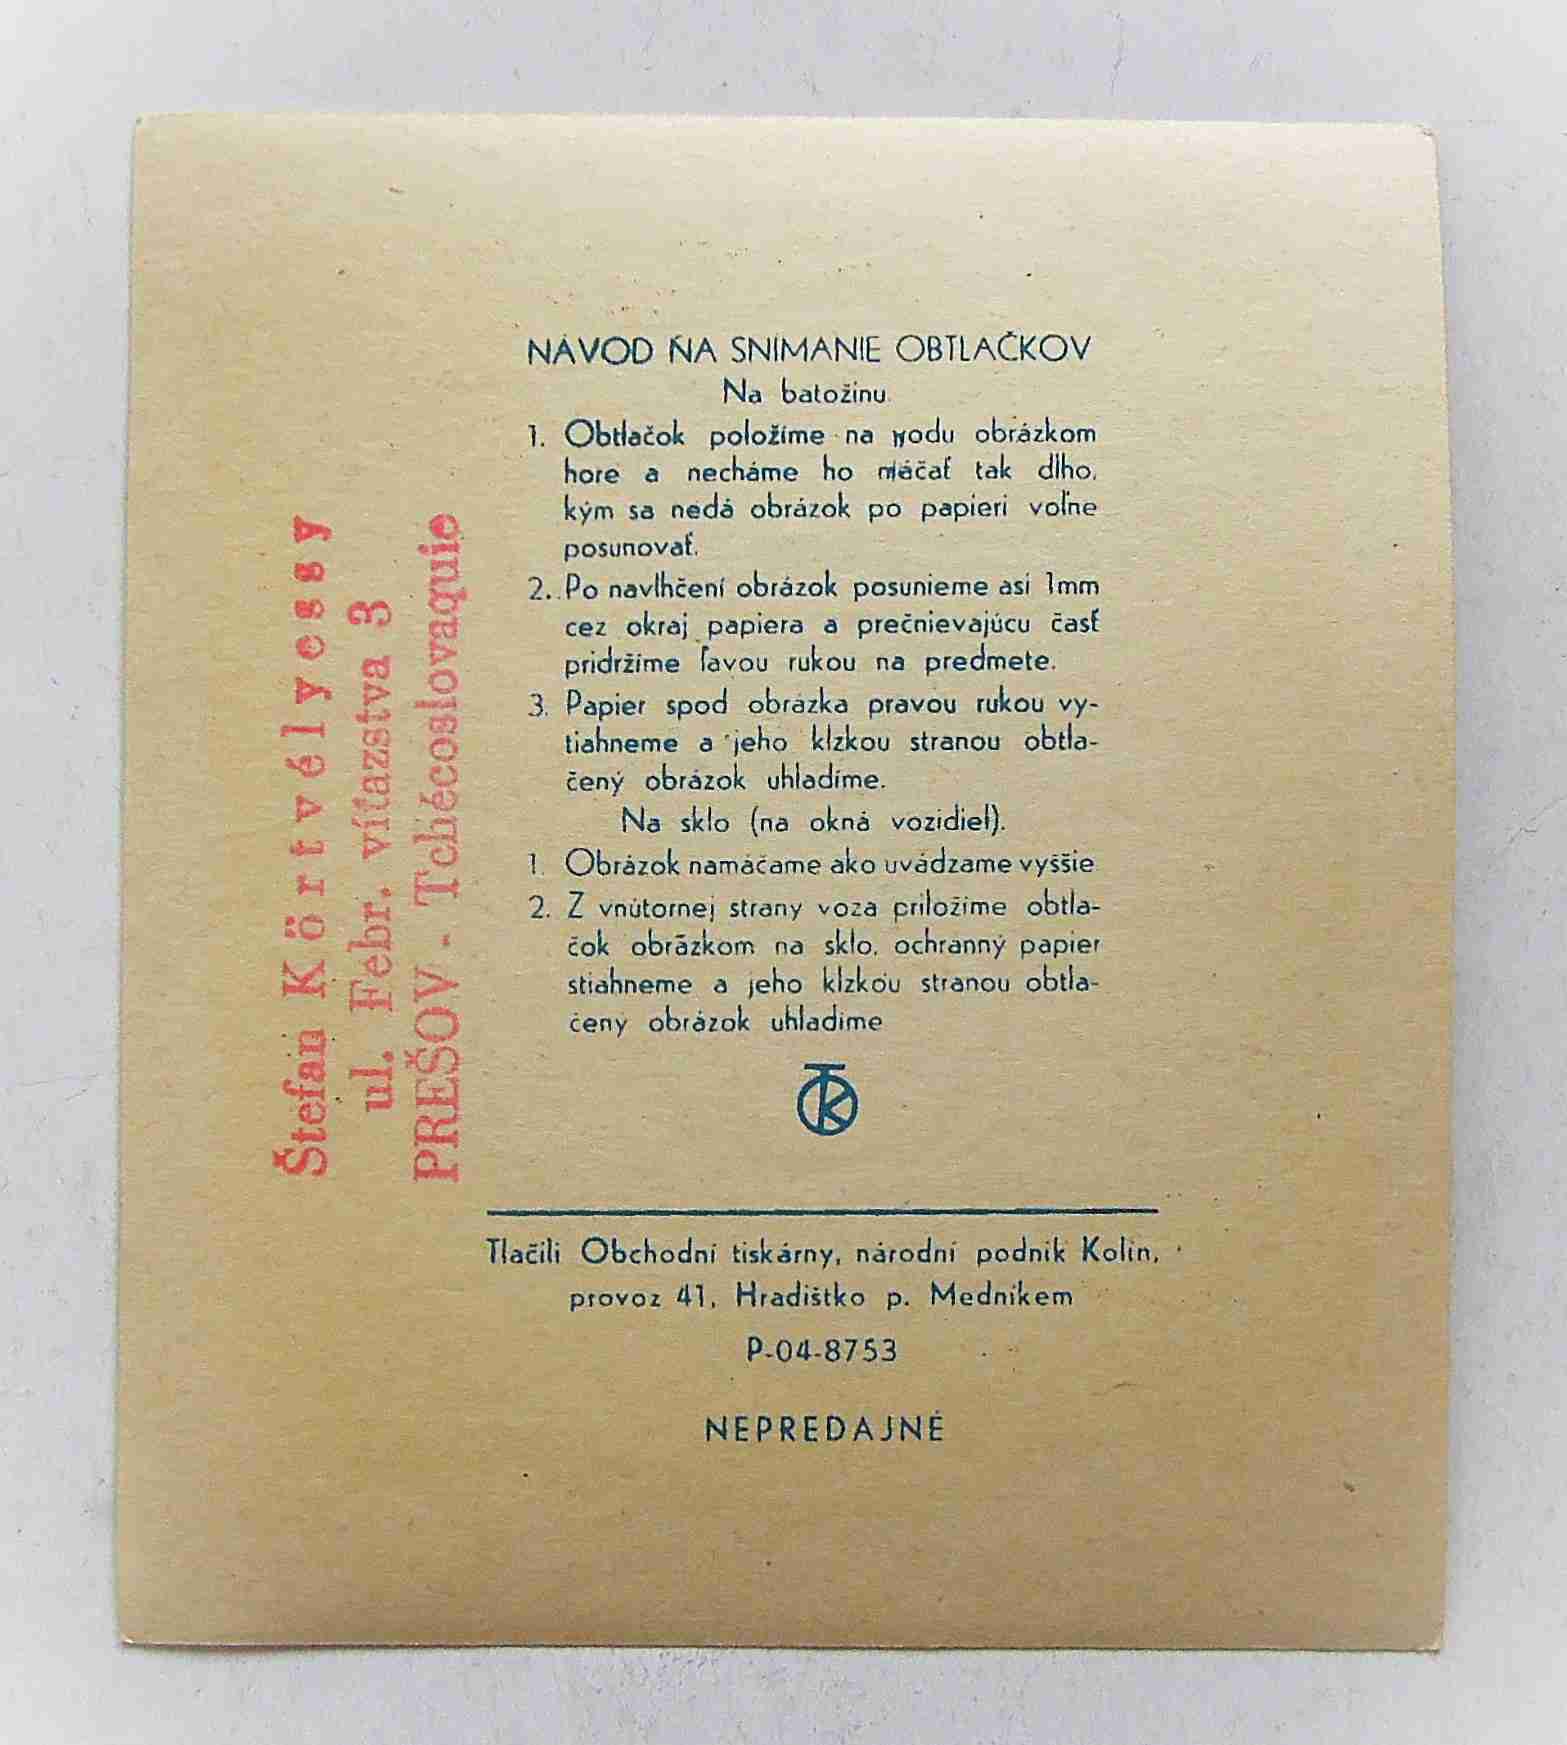 NÁVOD NA SNÍMANIE OBTLAČKOV
Na batožinu
1. Obtlačok položíme na vodu obrázkom
hore a necháme ho máčať tak dlho,
kým sa nedá obrázok po papieri voľne
posunovať.
2. Po navlhčení obrázok posunieme asi 1mm
cez okraj papiera a prečnievajúcu časť
pridržíme ľavou rukou na predmete.
3. Papier spod obrázka pravou rukou vy-
tiahneme a jeho klzkou stranou obtla-
čený obrázok uhladíme.
Na sklo (na okná vozidiel).
1. Obrázok namáčame ako uvádzame vyššie
2. Z vnútornej strany voza priložíme obtla-
čok obrázkom na sklo, ochranný papier
stiahneme a jeho klzkou stranou obtla-
čený obrázok uhladíme
TK
Tlačili Obchodní tiskárny, národní podnik Kolín,
provoz 41, Hradištko p. Medníkem
P-04-8753
NEPREDAJNÉ
Štefan Körtvélyessy
ul. Febr. víťazstva 3
PREŠOV - Tchécoslovaquie